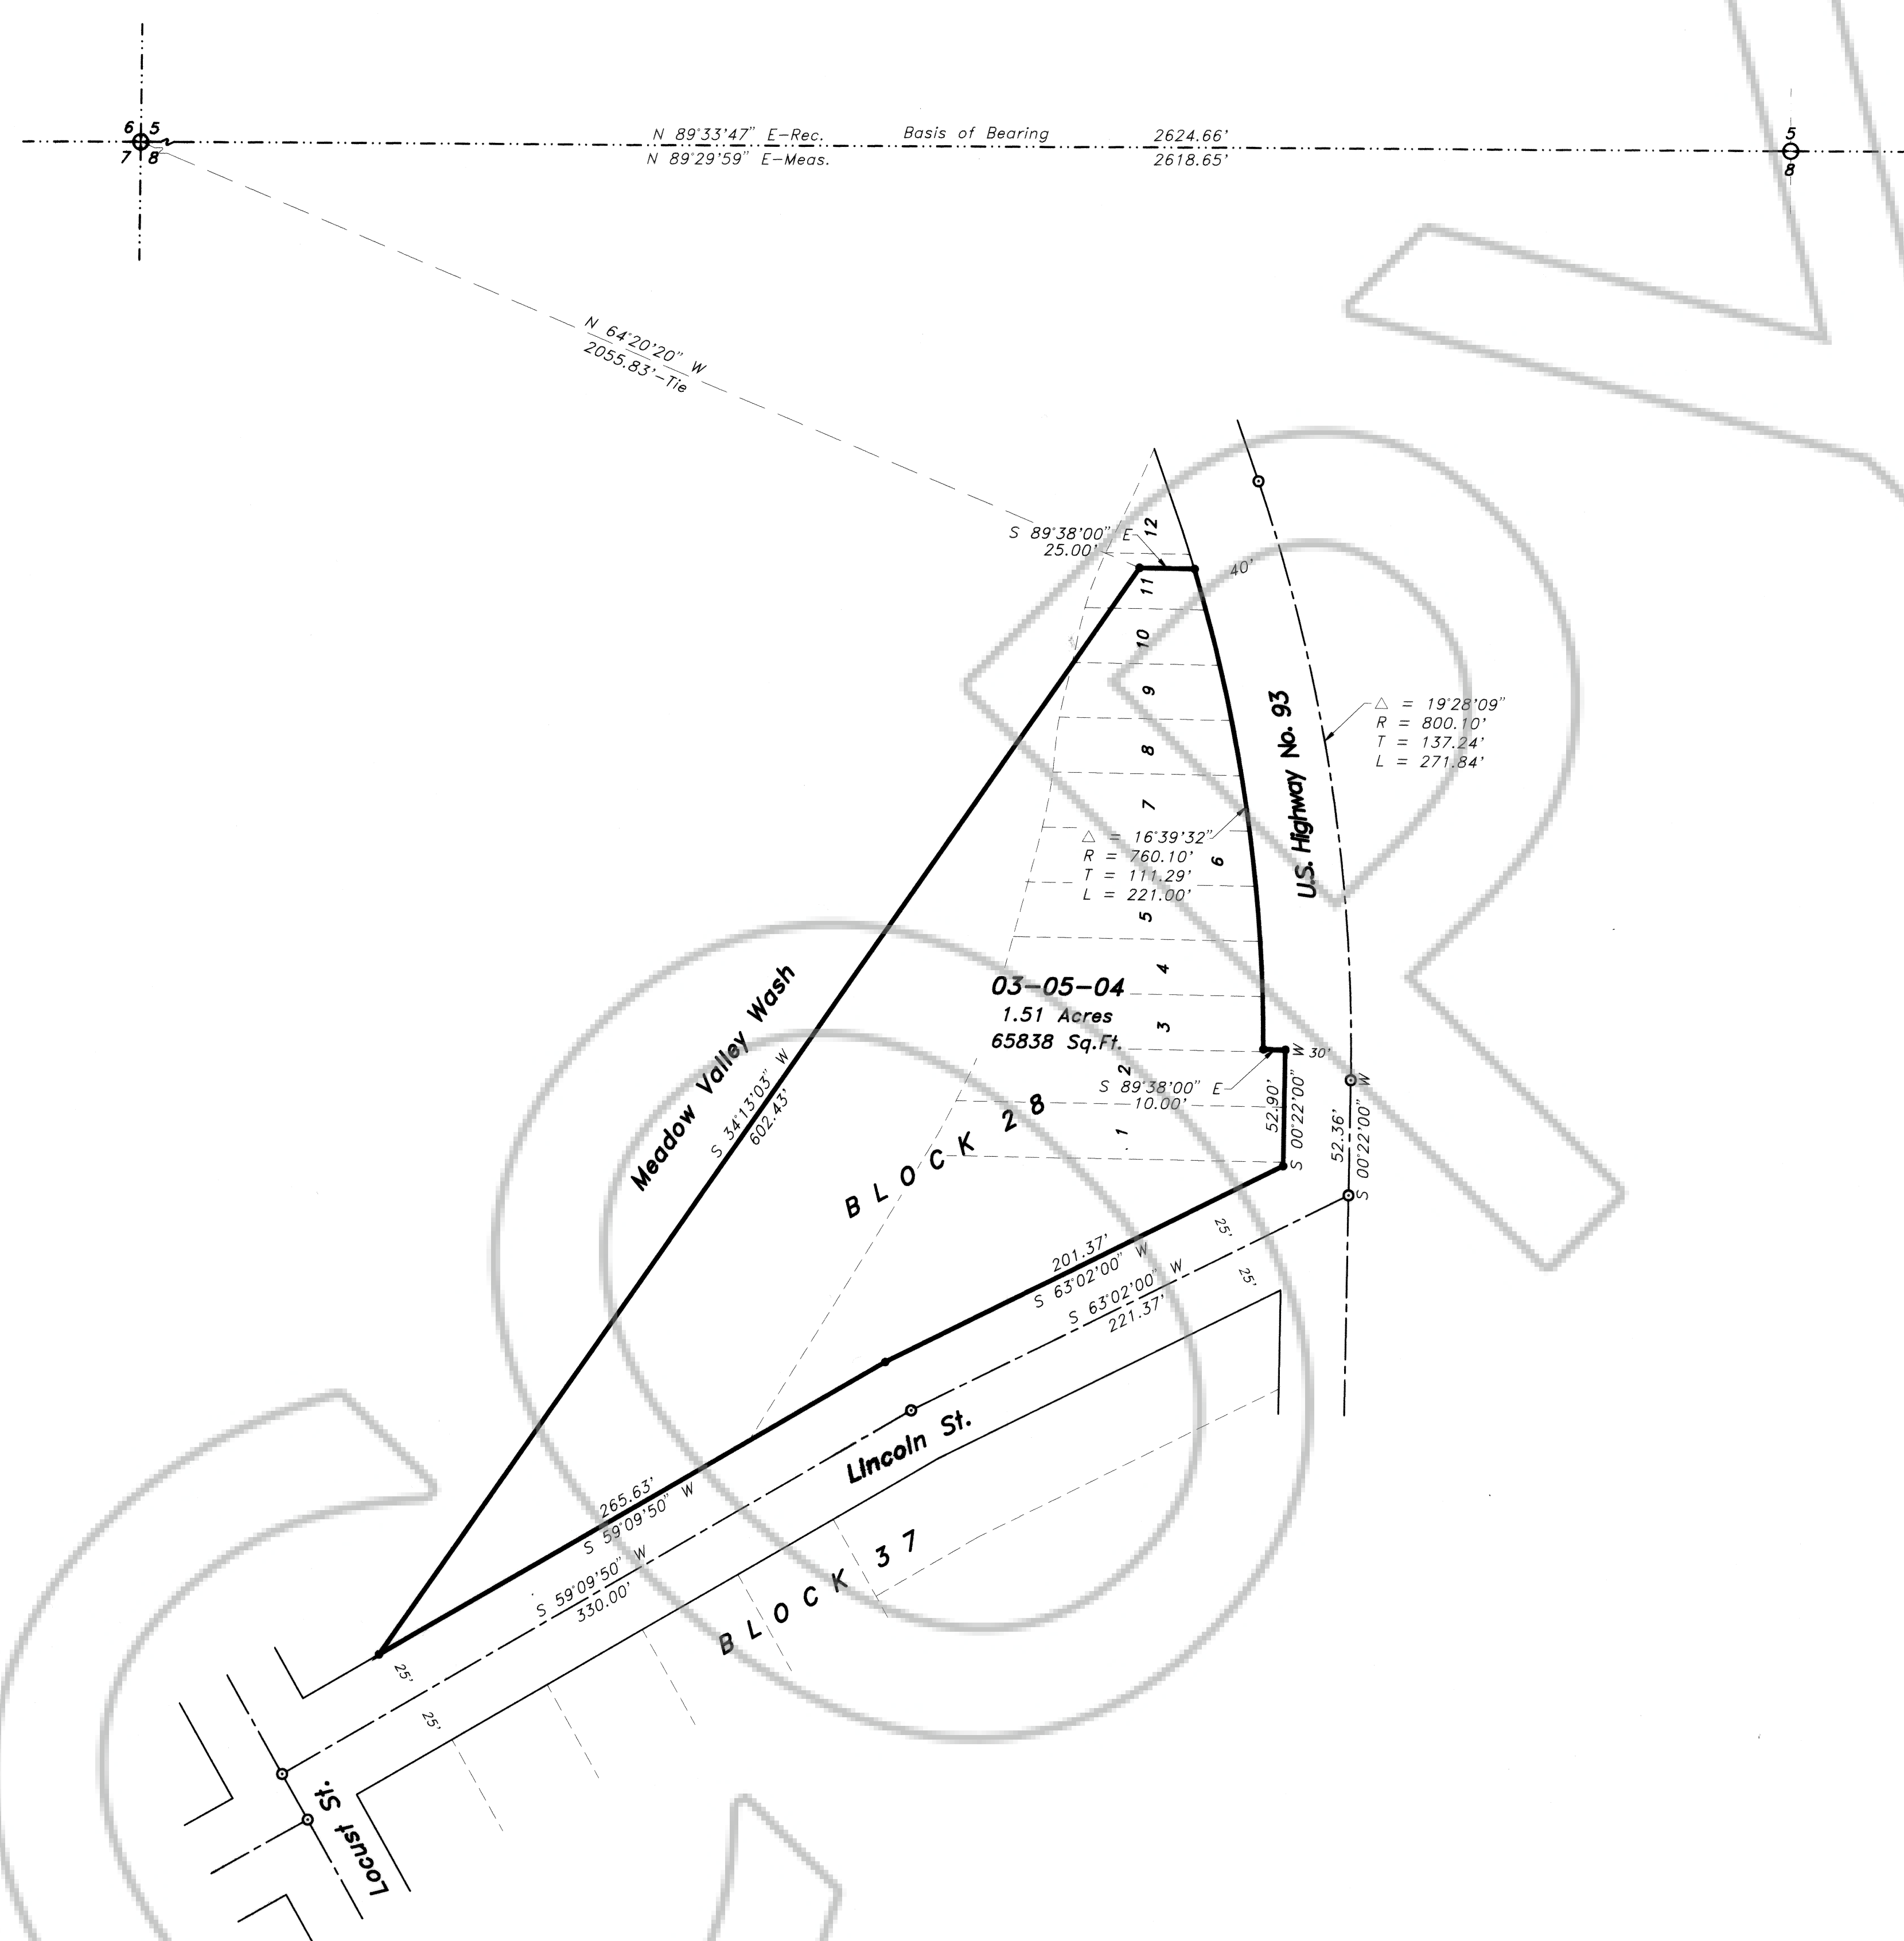 6 5
7 8
N 89°33'47" E-Rec. Basis of Bearing 2624.66'
N 89°29'59" E-Meas. 2618.65'
5
8
N 64°20'20" W
2055.83'-Tie
S 89°38'00" E
25.00'
12
40'
11
10
9
8
7
6
5
4
3
2
1
U.S. Highway No. 93
△ = 19°28'09"
R = 800.10'
T = 137.24'
L = 271.84'
△ = 16°39'32"
R = 760.10'
T = 111.29'
L = 221.00'
03-05-04
1.51 Acres
65838 Sq.Ft.
Meadow Valley Wash
S 34°13'03" W
602.43'
S 89°38'00" E
10.00'
30'
52.90'
S 00°22'00" W
52.36'
S 00°22'00" W
BLOCK 28
201.37'
S 63°02'00" W
S 63°02'00" W
221.37'
25'
25'
Lincoln St.
265.63'
S 59°09'50" W
S 59°09'50" W
330.00'
BLOCK 37
25'
25'
Locust St.